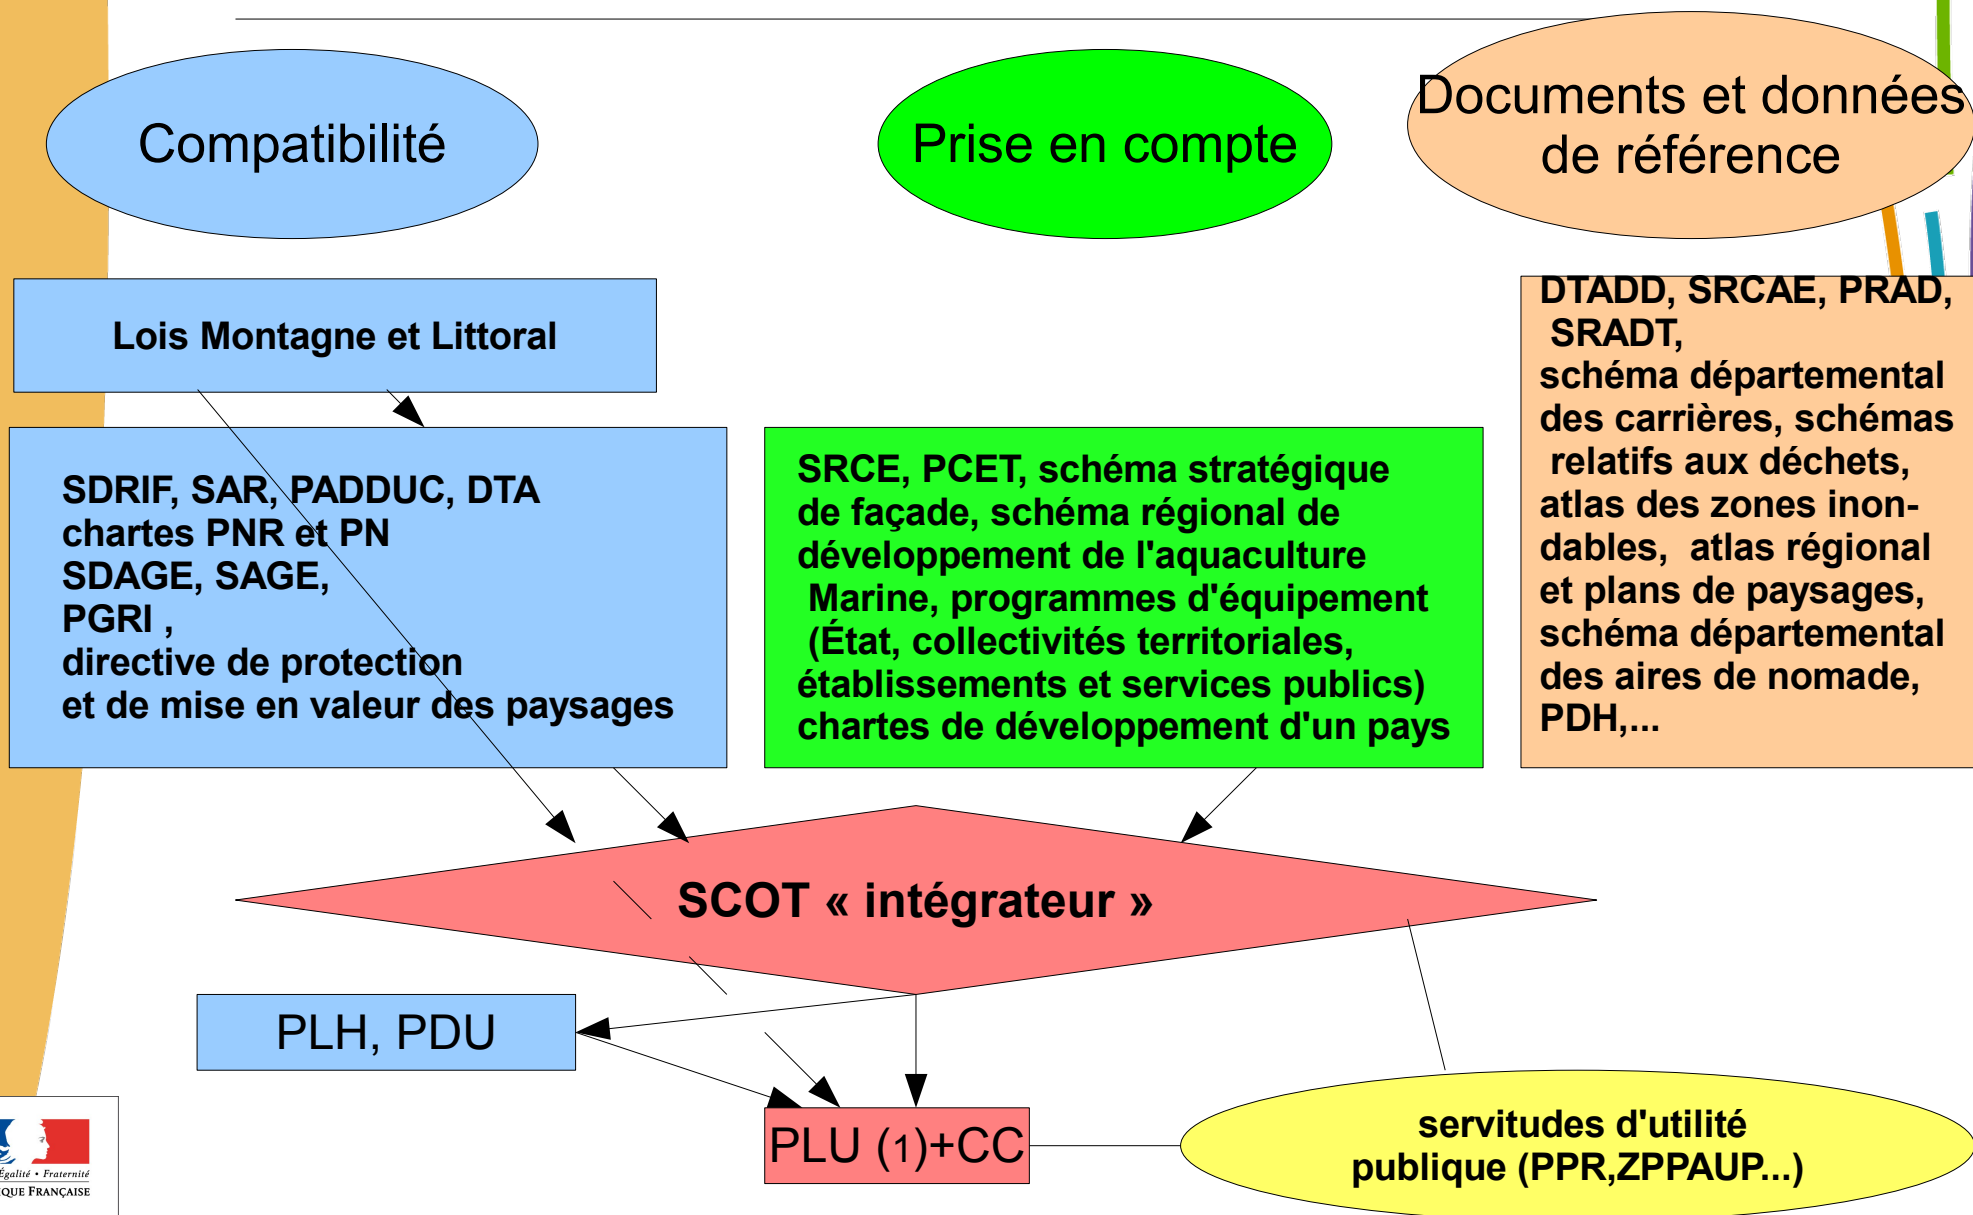 Compatibilité
Prise en compte
Documents et données
de référence
Lois Montagne et Littoral
SDRIF, SAR, PADDUC, DTA
chartes PNR et PN
SDAGE, SAGE,
PGRI ,
directive de protection
et de mise en valeur des paysages
SRCE, PCET, schéma stratégique
de façade, schéma régional de
développement de l'aquaculture
Marine, programmes d'équipement
(État, collectivités territoriales,
établissements et services publics)
chartes de développement d'un pays
DTADD, SRCAE, PRAD,
SRADT,
schéma départemental
des carrières, schémas
relatifs aux déchets,
atlas des zones inon-
dables, atlas régional
et plans de paysages,
schéma départemental
des aires de nomade,
PDH,...
SCOT « intégrateur »
PLH, PDU
PLU (1)+CC
servitudes d'utilité
publique (PPR,ZPPAUP...)
Égalité • Fraternité
IQUE FRANÇAISE